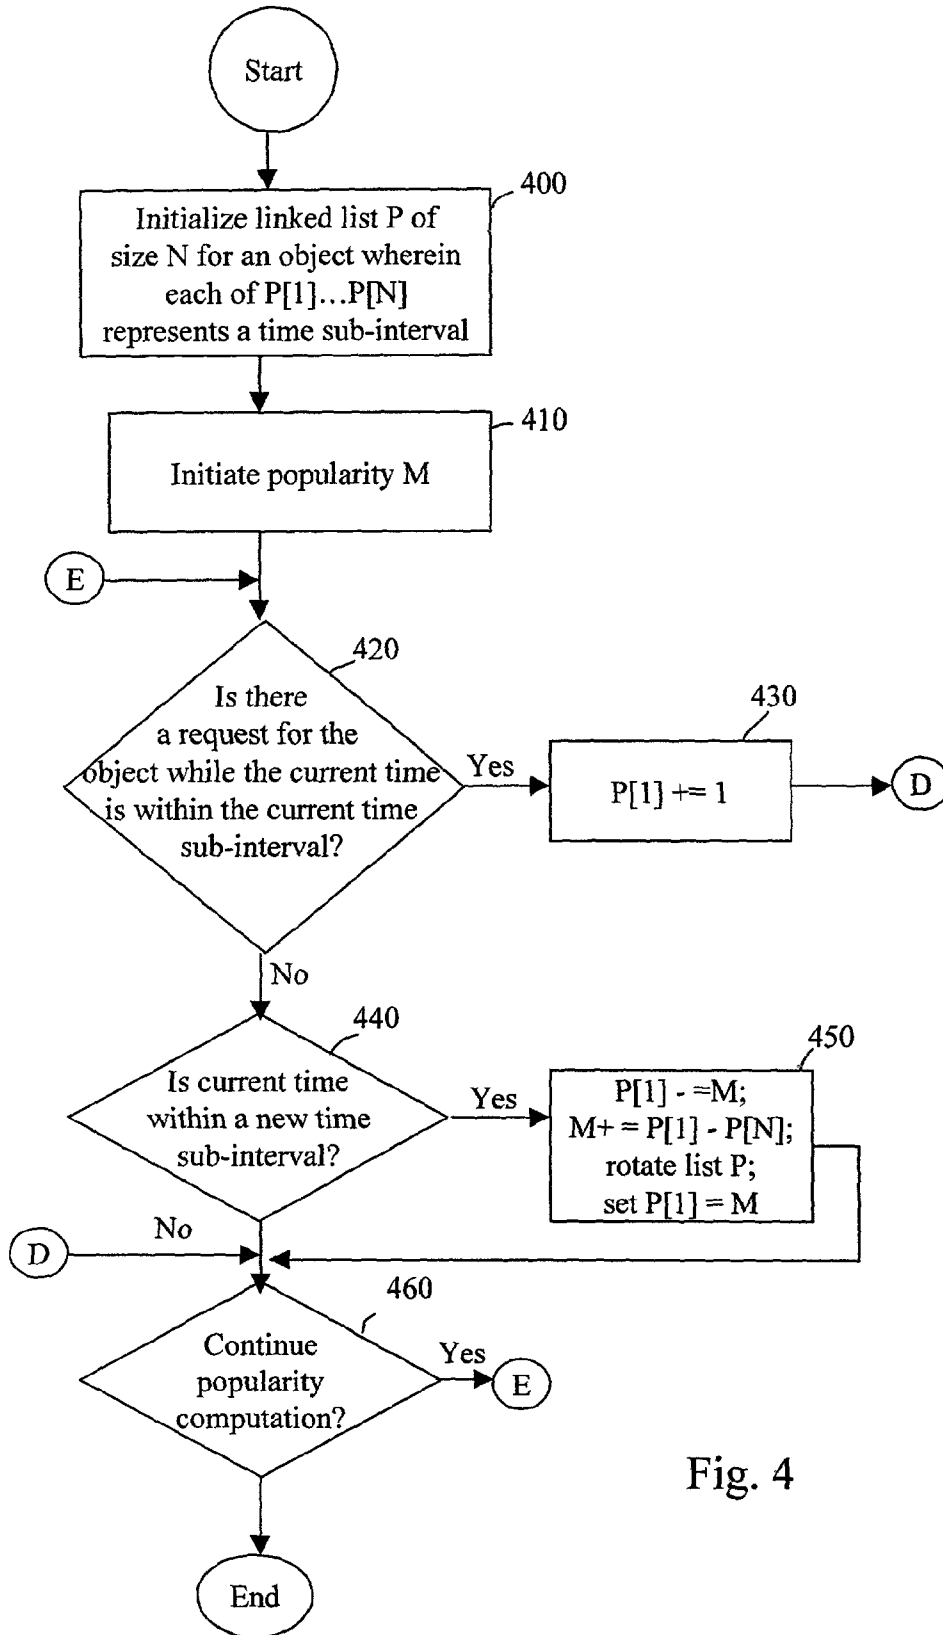 Start
400
Initialize linked list P of
size N for an object wherein
each of P[1]...P[N]
represents a time sub-interval
410
Initiate popularity M
E
420
Is there
a request for the
object while the current time
is within the current time
sub-interval?
Yes
430
P[1] += 1
D
No
440
Is current time
within a new time
sub-interval?
Yes
450
P[1] - =M;
M+ = P[1] - P[N];
rotate list P;
set P[1] = M
No
D
460
Continue
popularity
computation?
Yes
E
Fig. 4
End